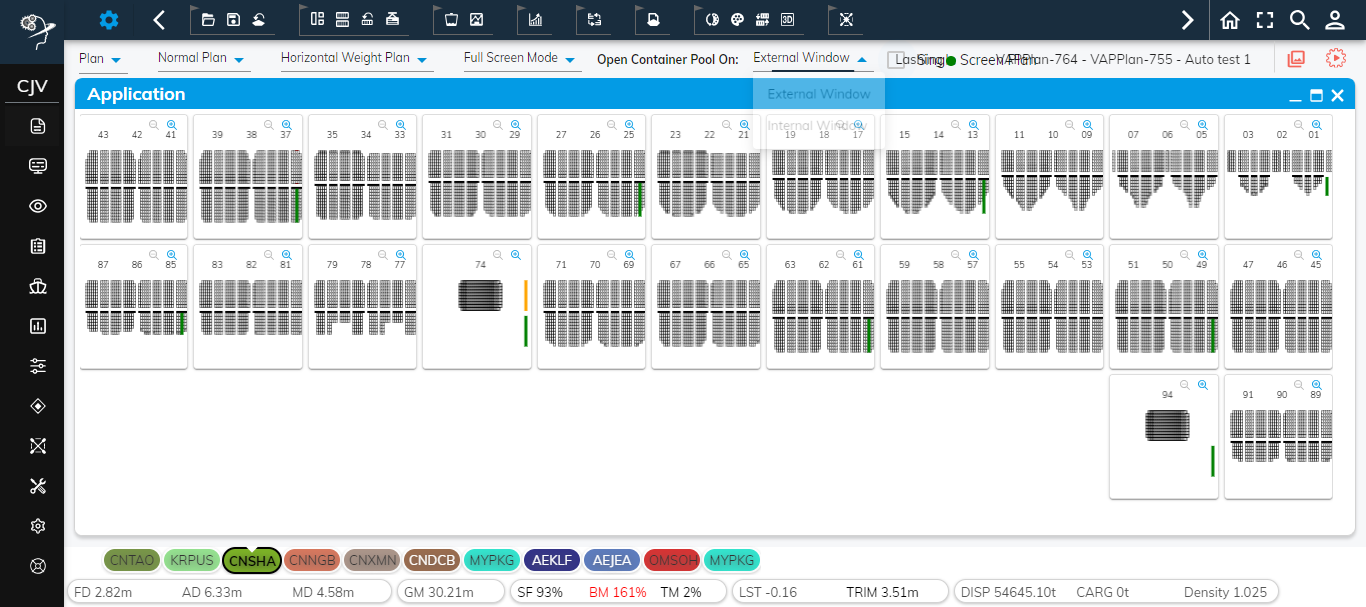 3D
CJV
Plan
Normal Plan
Horizontal Weight Plan
Full Screen Mode
Open Container Pool On:
External Window
Lashing
Single Screen Plan
VAPPlan-764 - VAPPlan-755 - Auto test 1
External Window
Internal Window
Application
43 42 41
39 38 37
35 34 33
31 30 29
27 26 25
23 22 21
19 18 17
15 14 13
11 10 09
07 06 05
03 02 01
87 86 85
83 82 81
79 78 77
74
71 70 69
67 66 65
63 62 61
59 58 57
55 54 53
51 50 49
47 46 45
94
91 90 89
CNTAO KRPUS CNSHA CNNGB CNXMN CNDCB MYPKG AEKLF AEJEA OMSOH MYPKG
FD 2.82m AD 6.33m MD 4.58m GM 30.21m SF 93% BM 161% TM 2% LST -0.16 TRIM 3.51m DISP 54645.10t CARG 0t Density 1.025